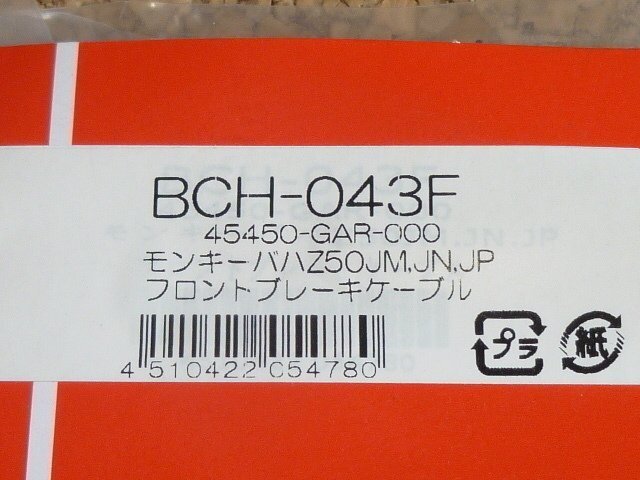 BCH-043F
45450-GAR-000
モンキーバハZ50JM.JN.JP
フロントブレーキケーブル
4 510422 054780
プラ
紙